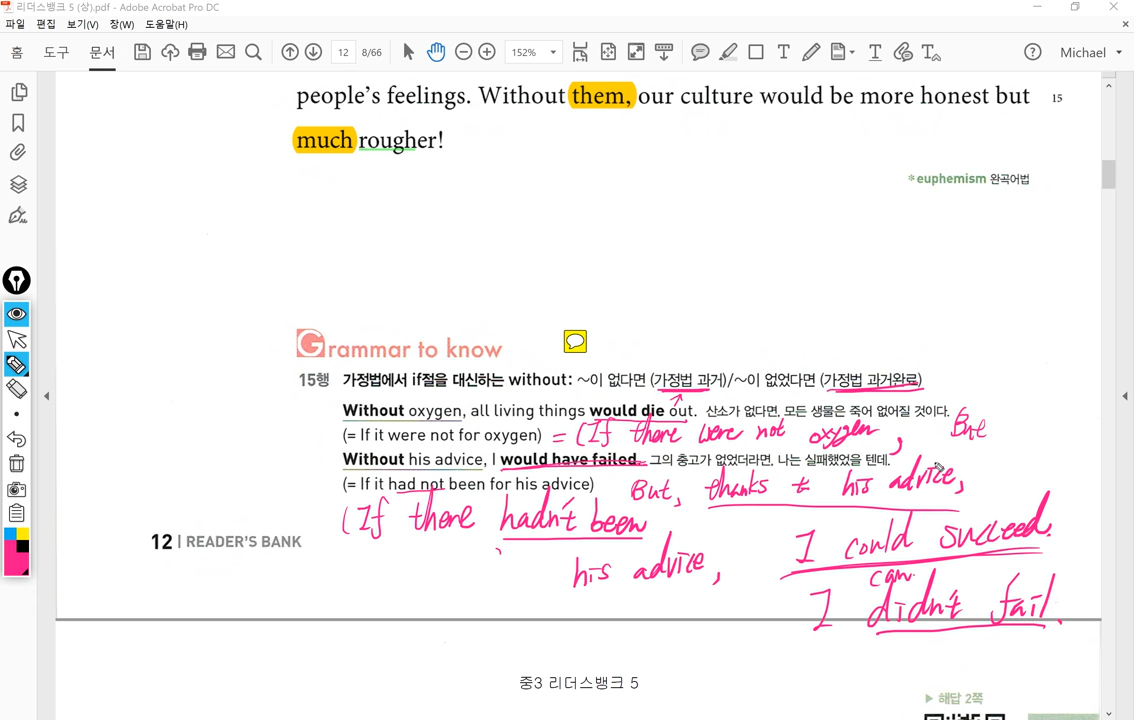 리더스뱅크 5 (상).pdf - Adobe Acrobat Pro DC
파일 편집 보기(V) 창(W) 도움말(H)
홈 도구 문서 12 8/66 152% Michael
people's feelings. Without them, our culture would be more honest but 15
much rougher!
*euphemism 완곡어법
Grammar to know
15행 가정법에서 if절을 대신하는 without: ~이 없다면 (가정법 과거)/~이 없었다면 (가정법 과거완료)
Without oxygen, all living things would die out. 산소가 없다면, 모든 생물은 죽어 없어질 것이다.
(= If it were not for oxygen) = (If there were not oxygen, But
Without his advice, I would have failed. 그의 충고가 없었더라면, 나는 실패했었을 텐데.
(= If it had not been for his advice) But, thanks to his advice,
(If there hadn't been
his advice,
I could succeed.
can
I didn't fail.
12 | READER'S BANK
중3 리더스뱅크 5
▶ 해답 2쪽